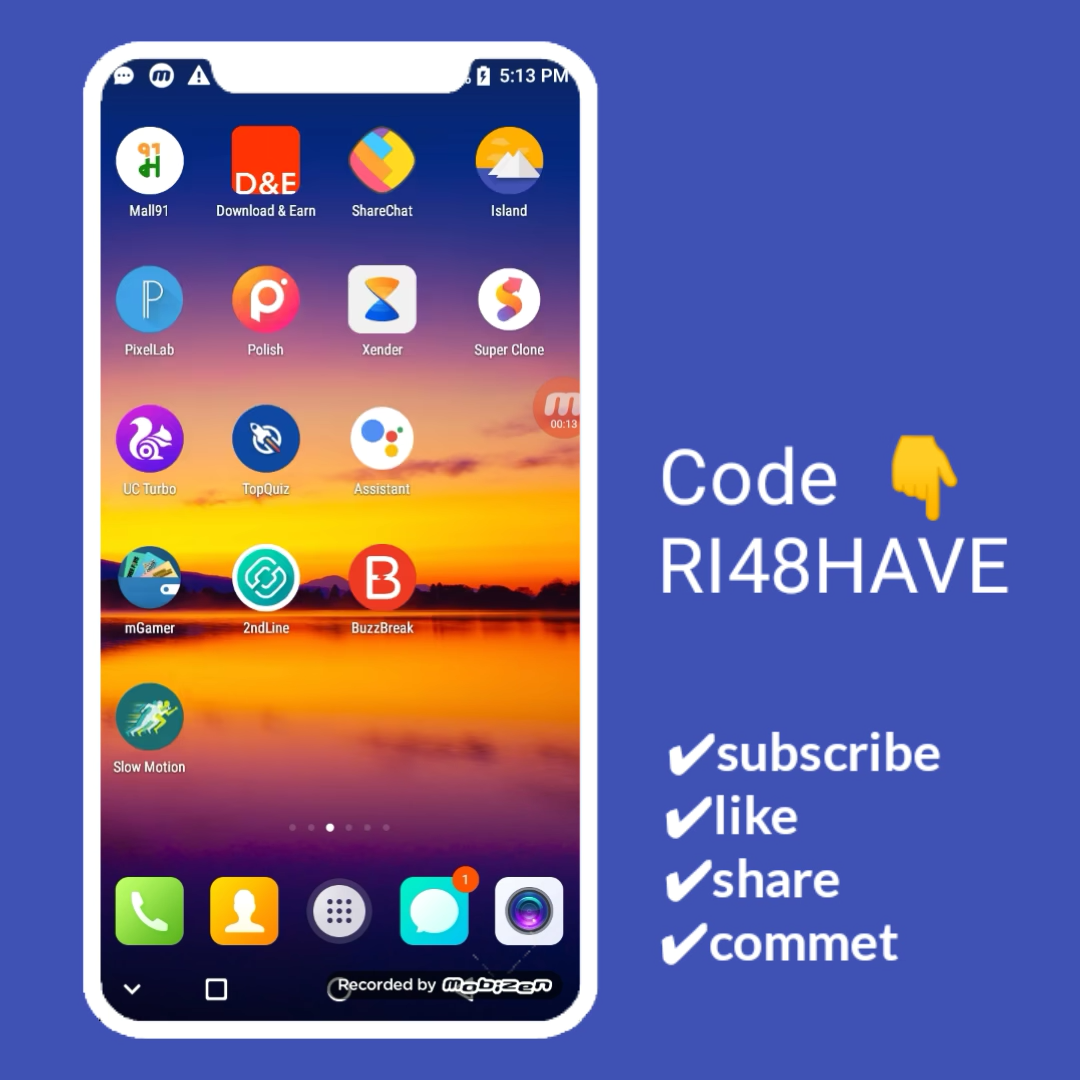 5:13 PM
91
M
D&E
Mall91
Download & Earn
ShareChat
Island
P
PixelLab
Polish
Xender
Super Clone
m
00:13
UC Turbo
TopQuiz
Assistant
B
mGamer
2ndLine
BuzzBreak
Slow Motion
1
Recorded by mobizen
Code 👇
RI48HAVE
✔subscribe
✔like
✔share
✔commet